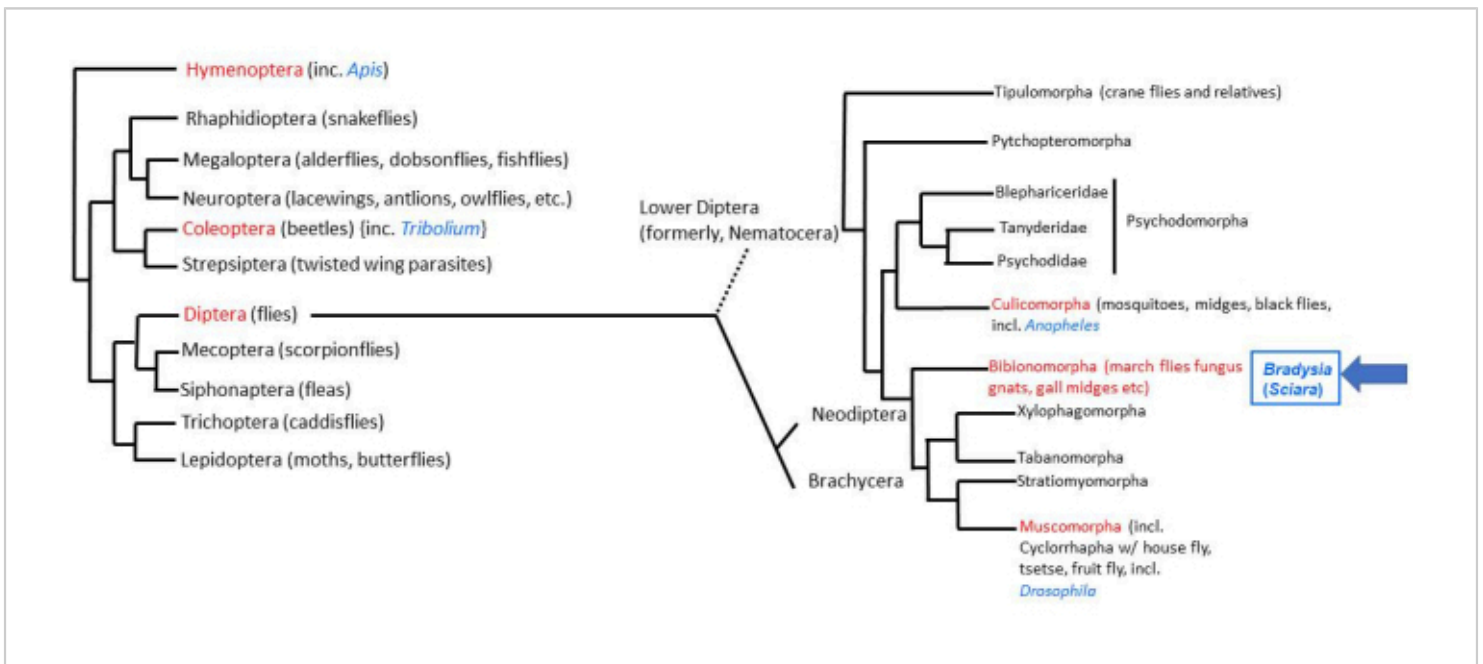 Hymenoptera (inc. Apis)
Rhaphidioptera (snakeflies)
Megaloptera (alderflies, dobsonflies, fishflies)
Neuroptera (lacewings, antlions, owlflies, etc.)
Coleoptera (beetles) {inc. Tribolium}
Strepsiptera (twisted wing parasites)
Diptera (flies)
Mecoptera (scorpionflies)
Siphonaptera (fleas)
Trichoptera (caddisflies)
Lepidoptera (moths, butterflies)
Lower Diptera
(formerly, Nematocera)
Neodiptera
Brachycera
Tipulomorpha (crane flies and relatives)
Pytchopteromorpha
Blephariceridae
Tanyderidae
Psychodidae
Psychodomorpha
Culicomorpha (mosquitoes, midges, black flies,
incl. Anopheles
Bibionomorpha (march flies fungus
gnats, gall midges etc)
Bradysia
(Sciara)
Xylophagomorpha
Tabanomorpha
Stratiomyomorpha
Muscomorpha (incl.
Cyclorrhapha w/ house fly,
tsetse, fruit fly, incl.
Drosophila